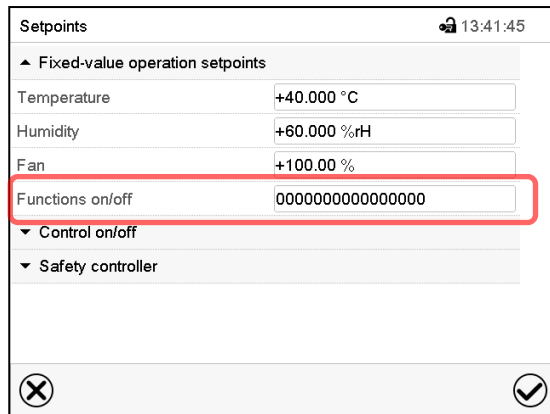 Setpoints 13:41:45
Fixed-value operation setpoints
Temperature +40.000 °C
Humidity +60.000 %rH
Fan +100.00 %
Functions on/off 0000000000000000
Control on/off
Safety controller